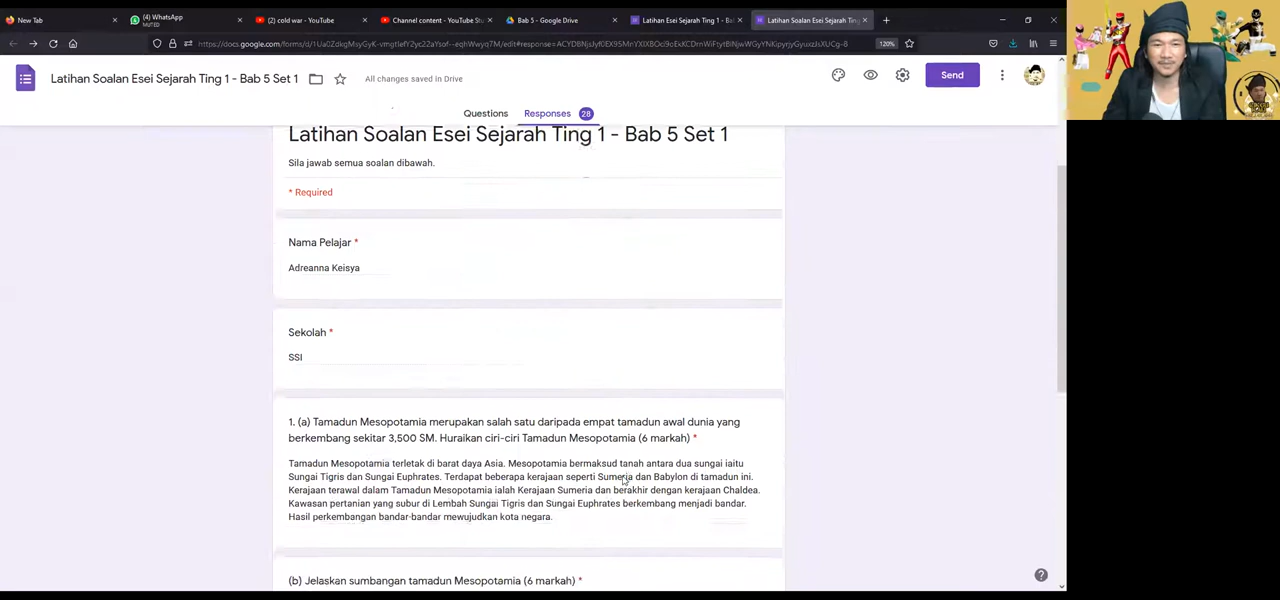 New Tab
(4) WhatsApp
MUTED
(2) cold war - YouTube
Channel content - YouTube Stu
Bab 5 - Google Drive
Latihan Esei Sejarah Ting 1 - Ba
Latihan Soalan Esei Sejarah Ting
120%
Latihan Soalan Esei Sejarah Ting 1 - Bab 5 Set 1
All changes saved in Drive
Send
Questions
Responses 28
Latihan Soalan Esei Sejarah Ting 1 - Bab 5 Set 1
Sila jawab semua soalan dibawah.
* Required
Nama Pelajar *
Adreanna Keisya
Sekolah *
SSI
1. (a) Tamadun Mesopotamia merupakan salah satu daripada empat tamadun awal dunia yang
berkembang sekitar 3,500 SM. Huraikan ciri-ciri Tamadun Mesopotamia (6 markah) *
Tamadun Mesopotamia terletak di barat daya Asia. Mesopotamia bermaksud tanah antara dua sungai iaitu
Sungai Tigris dan Sungai Euphrates. Terdapat beberapa kerajaan seperti Sumeria dan Babylon di tamadun ini.
Kerajaan terawal dalam Tamadun Mesopotamia ialah Kerajaan Sumeria dan berakhir dengan kerajaan Chaldea.
Kawasan pertanian yang subur di Lembah Sungai Tigris dan Sungai Euphrates berkembang menjadi bandar.
Hasil perkembangan bandar-bandar mewujudkan kota negara.
(b) Jelaskan sumbangan tamadun Mesopotamia (6 markah) *